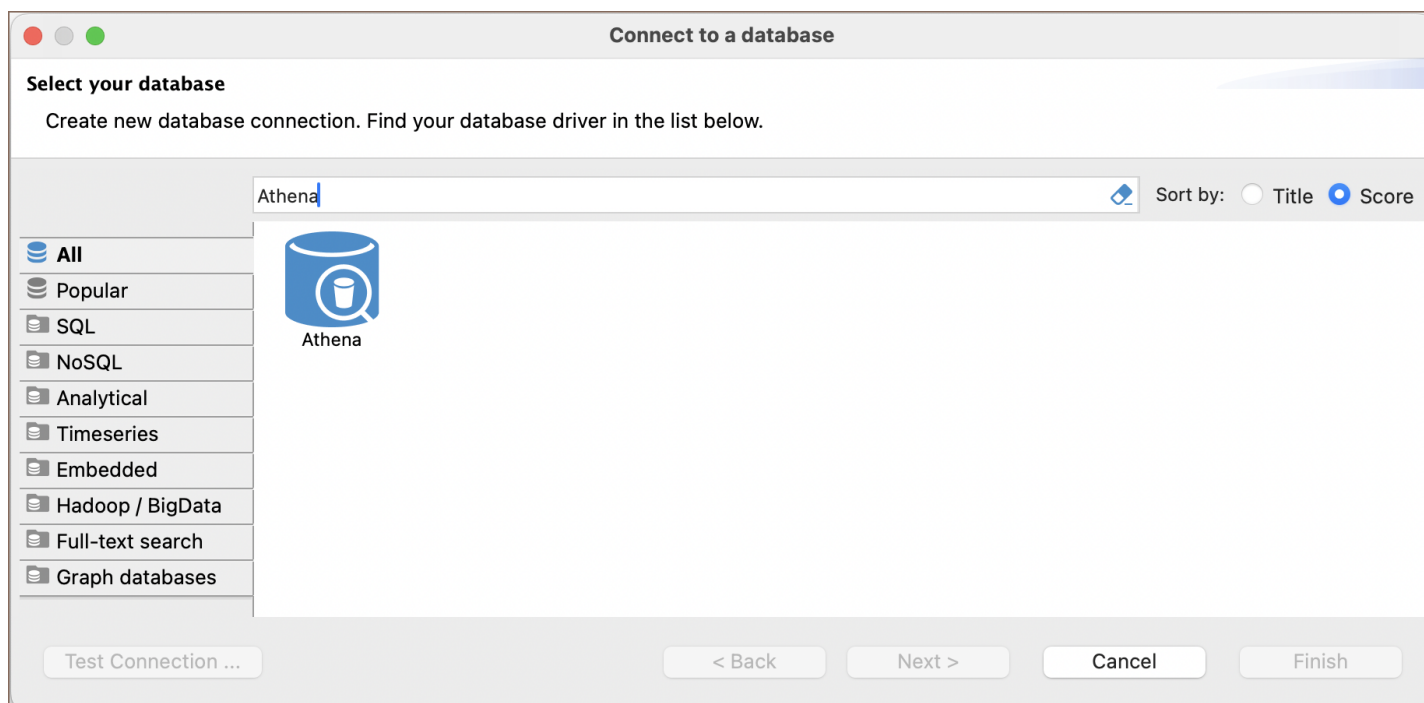 Connect to a database
Select your database
Create new database connection. Find your database driver in the list below.
Athena
Sort by: Title Score
All
Popular
SQL
NoSQL
Analytical
Timeseries
Embedded
Hadoop / BigData
Full-text search
Graph databases
Athena
Test Connection ...
< Back
Next >
Cancel
Finish